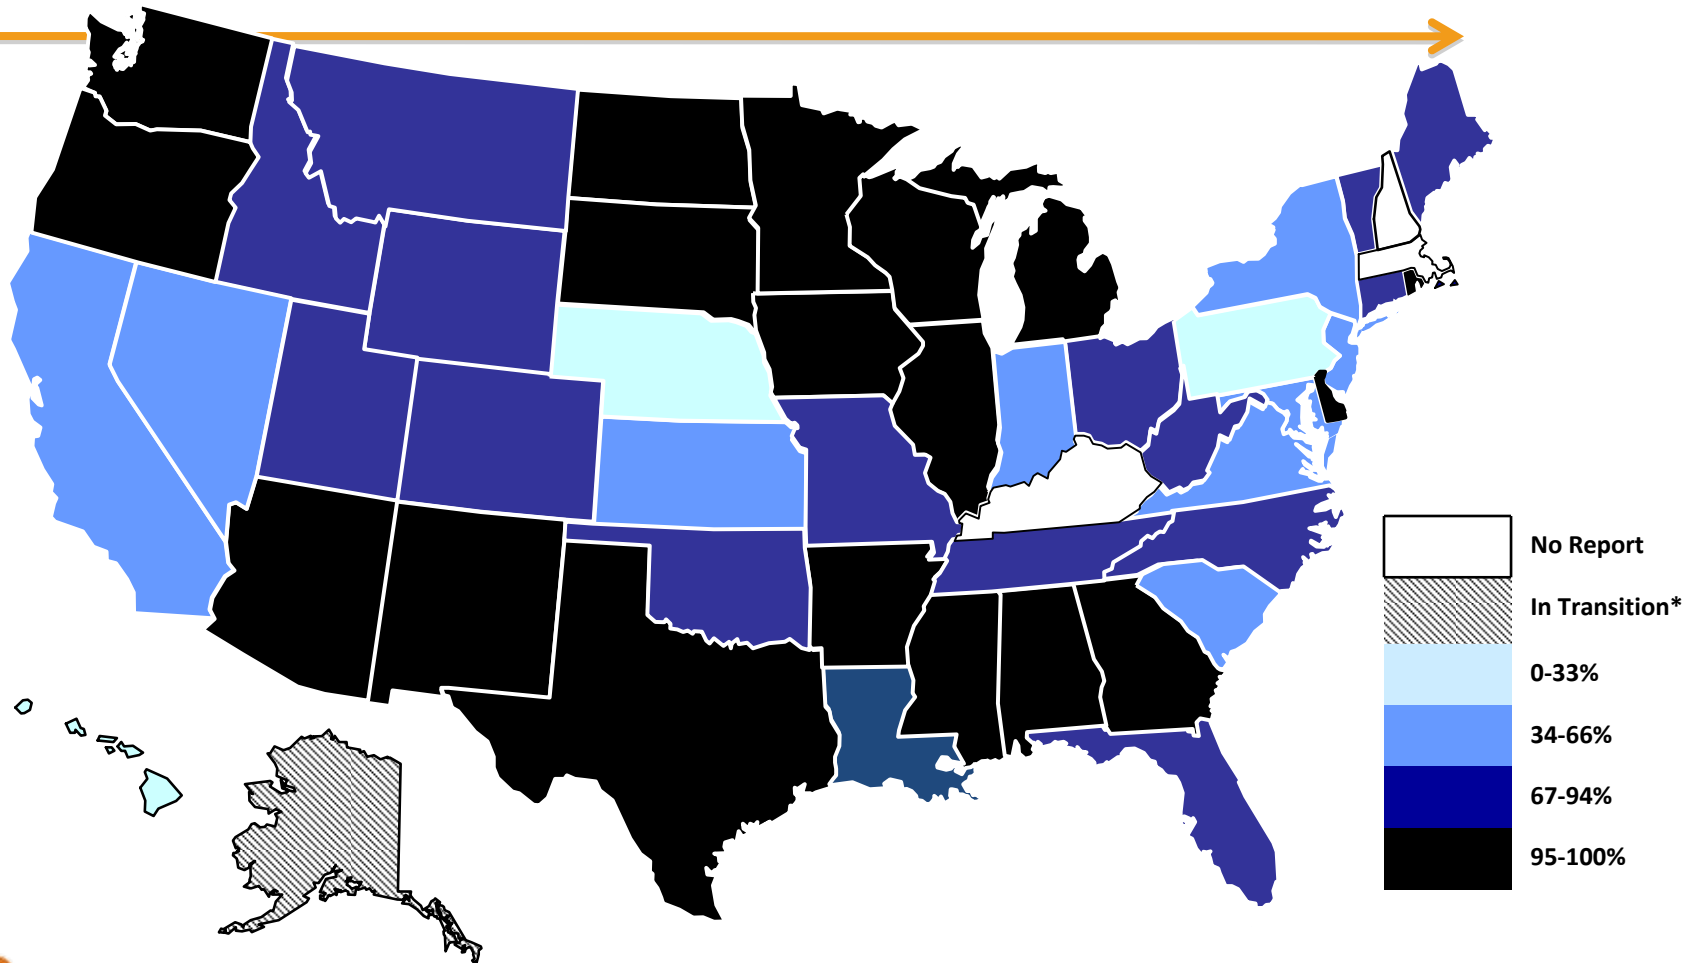 No Report
In Transition*
0-33%
34-66%
67-94%
95-100%